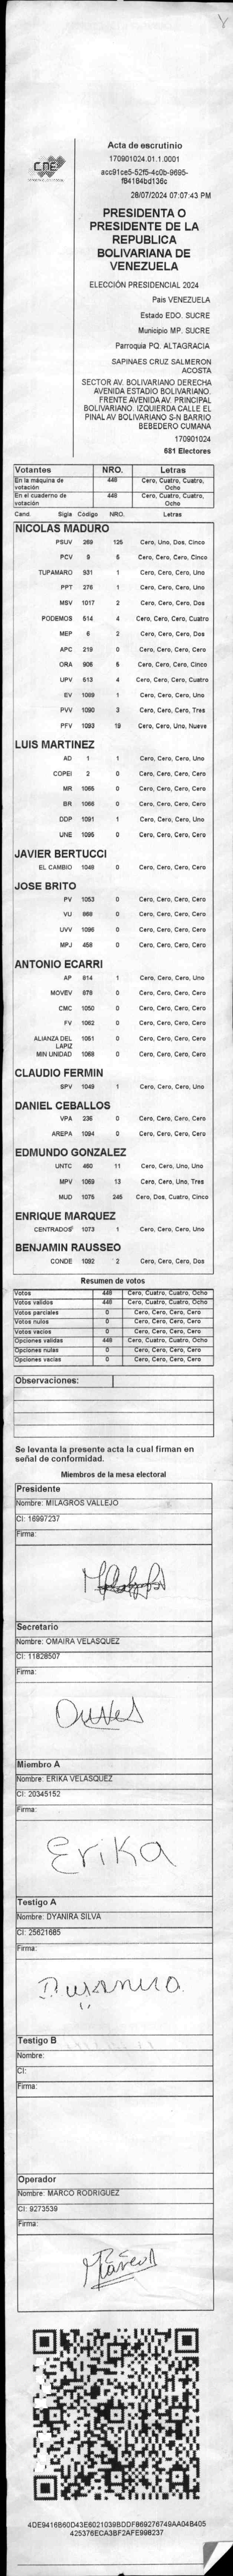 Y
CNE
Acta de escrutinio
170901024.01.1.0001
acc91ce5-52f5-4c0b-9695-
f84184bd136c
28/07/24 07:07:43 PM
PRESIDENTA O
PRESIDENTE DE LA
REPUBLICA
BOLIVARIANA DE
VENEZUELA
ELECCIÓN PRESIDENCIAL 2024
Pais VENEZUELA
Estado EDO. SUCRE
Municipio MP. SUCRE
Parroquia PQ. ALTAGRACIA
SAPINAES CRUZ SALMERON
ACOSTA
SECTOR AV. BOLIVARIANO DERECHA
AVENIDA ESTADIO BOLIVARIANO.
FRENTE AVENIDA AV. PRINCIPAL
BOLIVARIANO. IZQUIERDA CALLE EL
PINAL AV BOLIVARIANO S-N BARRIO
BEBEDERO CUMANA
170901024
681 Electores
Votantes NRO. Letras
En la máquina de votación 448 Cero, Cuatro, Cuatro, Ocho
En el cuaderno de votación 448 Cero, Cuatro, Cuatro, Ocho
Cand Sigla Código NRO. Letras
NICOLAS MADURO
PSUV 269 125 Cero, Uno, Dos, Cinco
PCV 9 5 Cero, Cero, Cero, Cinco
TUPAMARO 931 1 Cero, Cero, Cero, Uno
PPT 276 1 Cero, Cero, Cero, Uno
MSV 1017 2 Cero, Cero, Cero, Dos
PODEMOS 514 4 Cero, Cero, Cero, Cuatro
MEP 6 2 Cero, Cero, Cero, Dos
APC 219 0 Cero, Cero, Cero, Cero
ORA 906 5 Cero, Cero, Cero, Cinco
UPV 513 4 Cero, Cero, Cero, Cuatro
EV 1089 1 Cero, Cero, Cero, Uno
PVV 1090 3 Cero, Cero, Cero, Tres
PFV 1093 19 Cero, Cero, Uno, Nueve
LUIS MARTINEZ
AD 1 1 Cero, Cero, Cero, Uno
COPEI 2 0 Cero, Cero, Cero, Cero
MR 1065 0 Cero, Cero, Cero, Cero
BR 1066 0 Cero, Cero, Cero, Cero
DDP 1091 1 Cero, Cero, Cero, Uno
UNE 1095 0 Cero, Cero, Cero, Cero
JAVIER BERTUCCI
EL CAMBIO 1048 0 Cero, Cero, Cero, Cero
JOSE BRITO
PV 1053 0 Cero, Cero, Cero, Cero
VU 868 0 Cero, Cero, Cero, Cero
UVV 1096 0 Cero, Cero, Cero, Cero
MPJ 458 0 Cero, Cero, Cero, Cero
ANTONIO ECARRI
AP 814 1 Cero, Cero, Cero, Uno
MOVEV 878 0 Cero, Cero, Cero, Cero
CMC 1050 0 Cero, Cero, Cero, Cero
FV 1062 0 Cero, Cero, Cero, Cero
ALIANZA DEL LAPIZ 1051 0 Cero, Cero, Cero, Cero
MIN UNIDAD 1068 0 Cero, Cero, Cero, Cero
CLAUDIO FERMIN
SPV 1049 1 Cero, Cero, Cero, Uno
DANIEL CEBALLOS
VPA 236 0 Cero, Cero, Cero, Cero
AREPA 1094 0 Cero, Cero, Cero, Cero
EDMUNDO GONZALEZ
UNTC 460 11 Cero, Cero, Uno, Uno
MPV 1069 13 Cero, Cero, Uno, Tres
MUD 1075 245 Cero, Dos, Cuatro, Cinco
ENRIQUE MARQUEZ
CENTRADOS 1073 1 Cero, Cero, Cero, Uno
BENJAMIN RAUSSEO
CONDE 1092 2 Cero, Cero, Cero, Dos
Resumen de votos
Votos 448 Cero, Cuatro, Cuatro, Ocho
Votos validos 448 Cero, Cuatro, Cuatro, Ocho
Votos parciales 0 Cero, Cero, Cero, Cero
Votos nulos 0 Cero, Cero, Cero, Cero
Votos vacios 0 Cero, Cero, Cero, Cero
Opciones validas 448 Cero, Cuatro, Cuatro, Ocho
Opciones nulas 0 Cero, Cero, Cero, Cero
Opciones vacias 0 Cero, Cero, Cero, Cero
Observaciones:
Se levanta la presente acta la cual firman en
señal de conformidad.
Miembros de la mesa electoral
Presidente
Nombre: MILAGROS VALLEJO
CI: 16997237
Firma:
Secretario
Nombre: OMAIRA VELASQUEZ
CI: 11828507
Firma:
Miembro A
Nombre: ERIKA VELASQUEZ
CI: 20345152
Firma:
Erika
Testigo A
Nombre: DYANIRA SILVA
CI: 25621685
Firma:
Testigo B
Nombre:
CI:
Firma:
Operador
Nombre: MARCO RODRIGUEZ
CI: 9273539
Firma:
4DE9416B60D43E6021039BDDF869276749AA04B405
425376ECA3BF2AFE998237